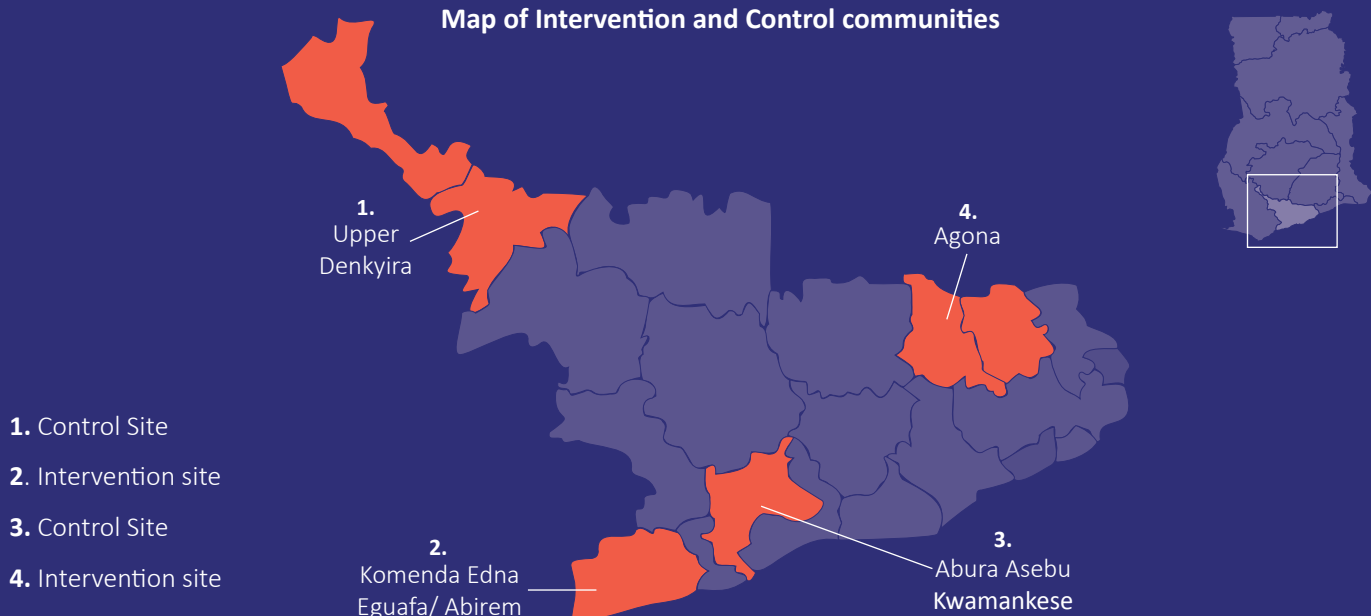 Map of Intervention and Control communities
1.
Upper
Denkyira
4.
Agona
1. Control Site
2. Intervention site
3. Control Site
4. Intervention site
2.
Komenda Edna
Eguafa/ Abirem
3.
Abura Asebu
Kwamankese